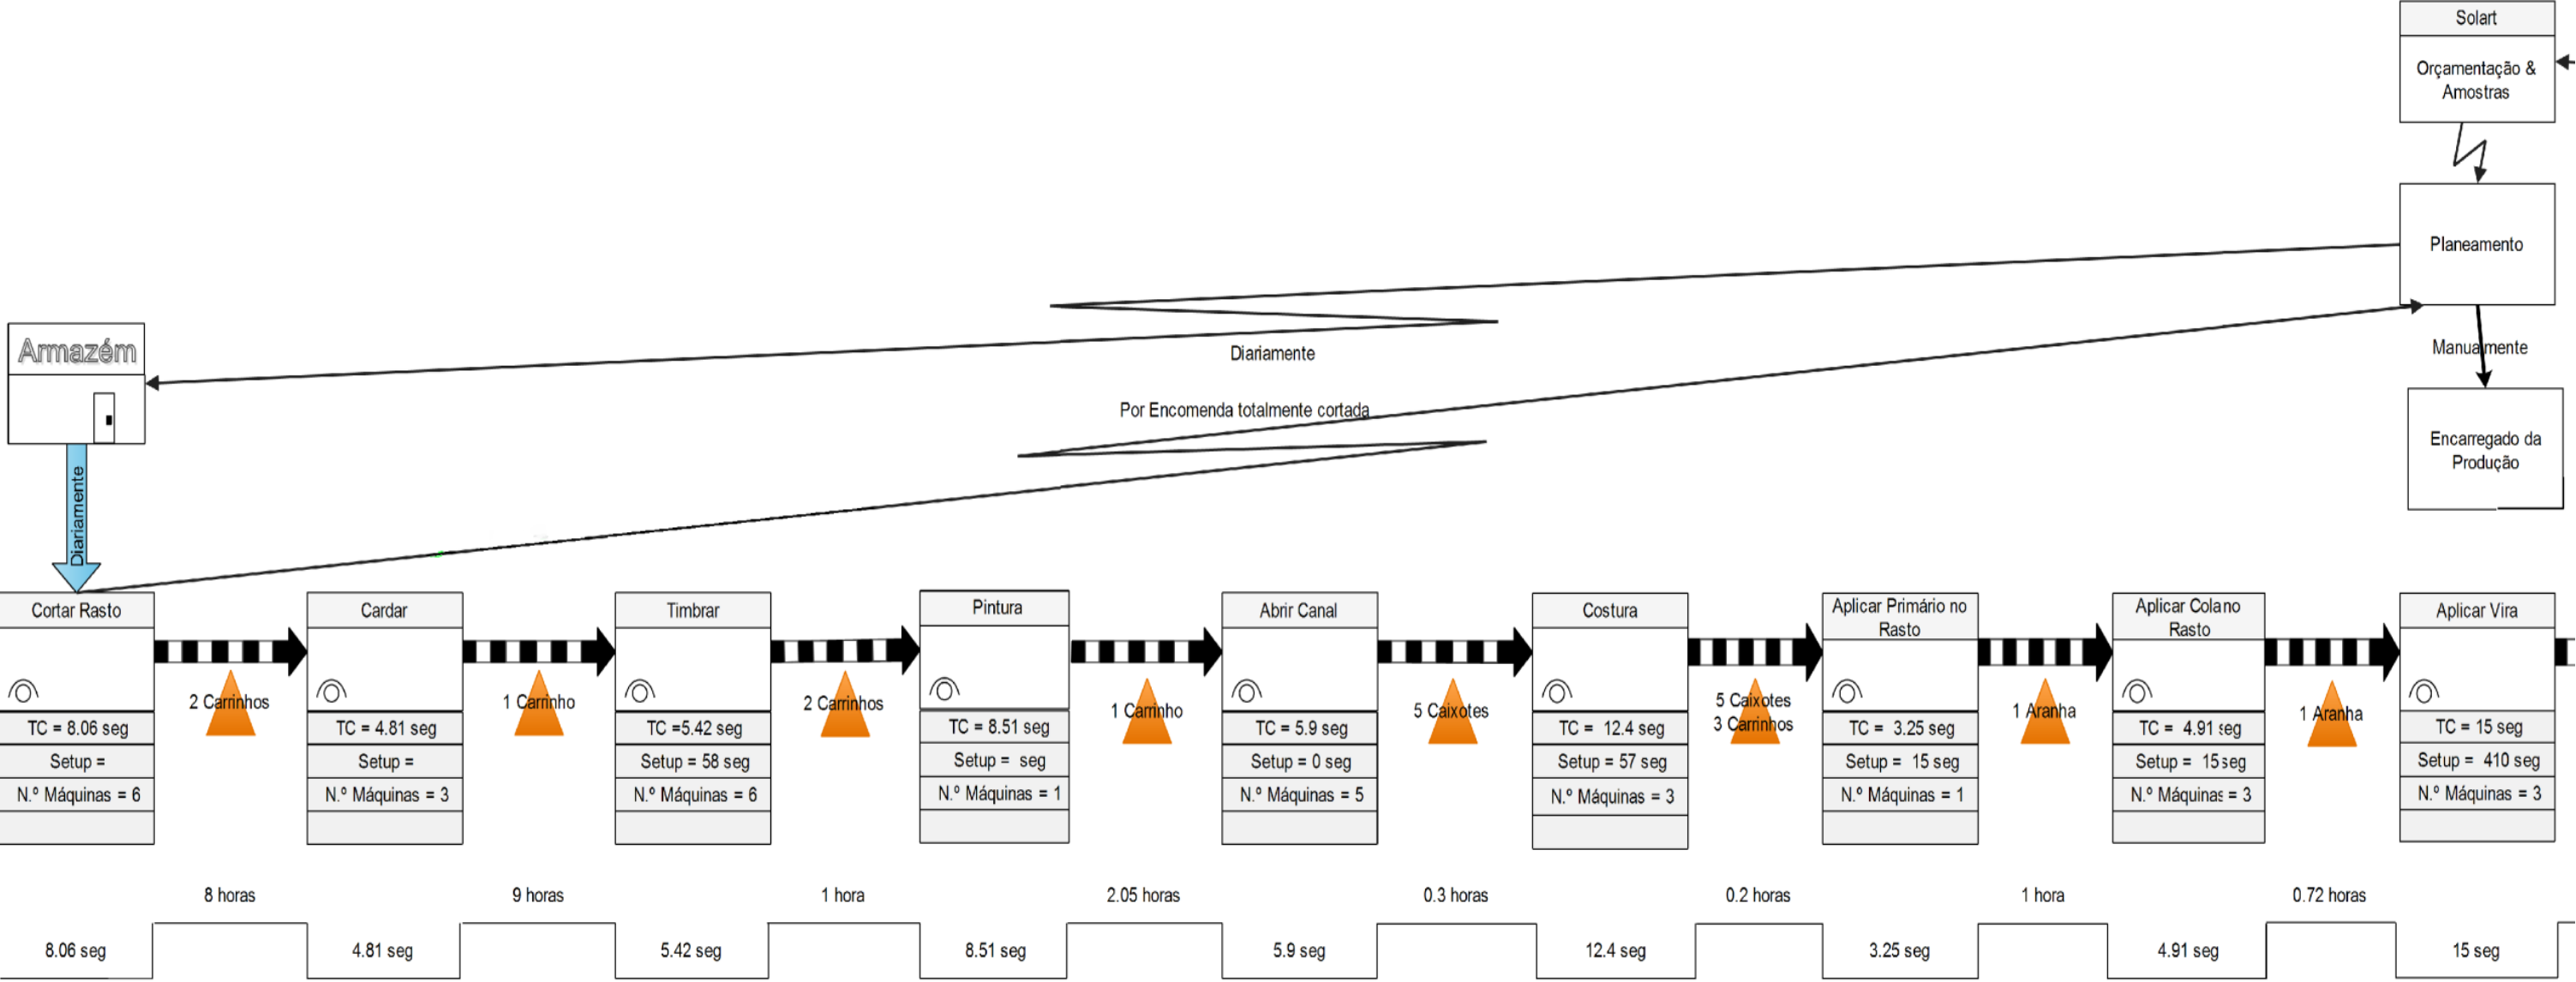 Solart
Orçamentação &
Amostras
Planeamento
Manualmente
Encarregado da
Produção
Diariamente
Por Encomenda totalmente cortada
Armazém
Diariamente
Cortar Rasto
TC = 8.06 seg
Setup =
N.º Máquinas = 6
2 Carrinhos
Cardar
TC = 4.81 seg
Setup =
N.º Máquinas = 3
1 Carrinho
Timbrar
TC =5.42 seg
Setup = 58 seg
N.º Máquinas = 6
2 Carrinhos
Pintura
TC = 8.51 seg
Setup = seg
N.º Máquinas = 1
1 Carrinho
Abrir Canal
TC = 5.9 seg
Setup = 0 seg
N.º Máquinas = 5
5 Caixotes
Costura
TC = 12.4 seg
Setup = 57 seg
N.º Máquinas = 3
5 Caixotes
3 Carrinhos
Aplicar Primário no
Rasto
TC = 3.25 seg
Setup = 15 seg
N.º Máquinas = 1
1 Aranha
Aplicar Cola no
Rasto
TC = 4.91 seg
Setup = 15 seg
N.º Máquinas = 3
1 Aranha
Aplicar Vira
TC = 15 seg
Setup = 410 seg
N.º Máquinas = 3
8 horas
9 horas
1 hora
2.05 horas
0.3 horas
0.2 horas
1 hora
0.72 horas
8.06 seg
4.81 seg
5.42 seg
8.51 seg
5.9 seg
12.4 seg
3.25 seg
4.91 seg
15 seg